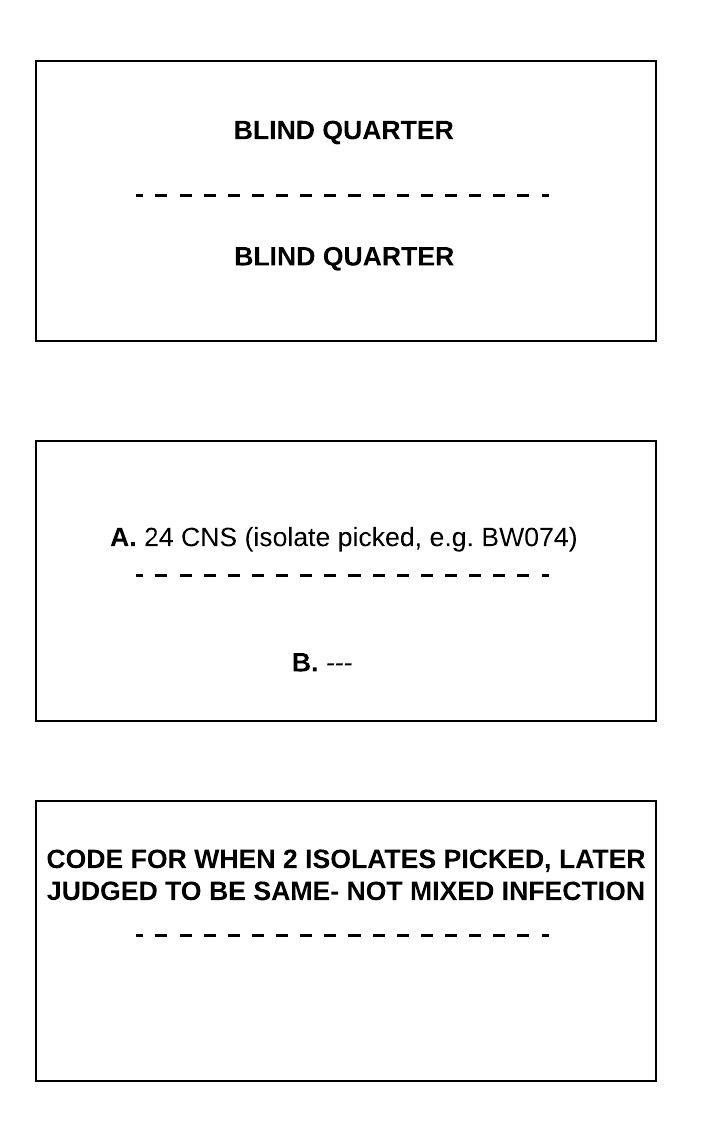 BLIND QUARTER
BLIND QUARTER
A. 24 CNS (isolate picked, e.g. BW074)
B. ---
CODE FOR WHEN 2 ISOLATES PICKED, LATER
JUDGED TO BE SAME- NOT MIXED INFECTION